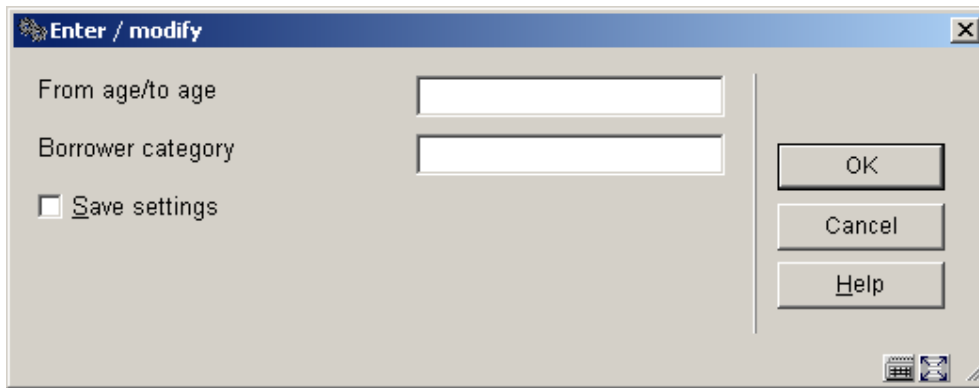 Enter / modify
From age/to age
Borrower category
Save settings
OK
Cancel
Help